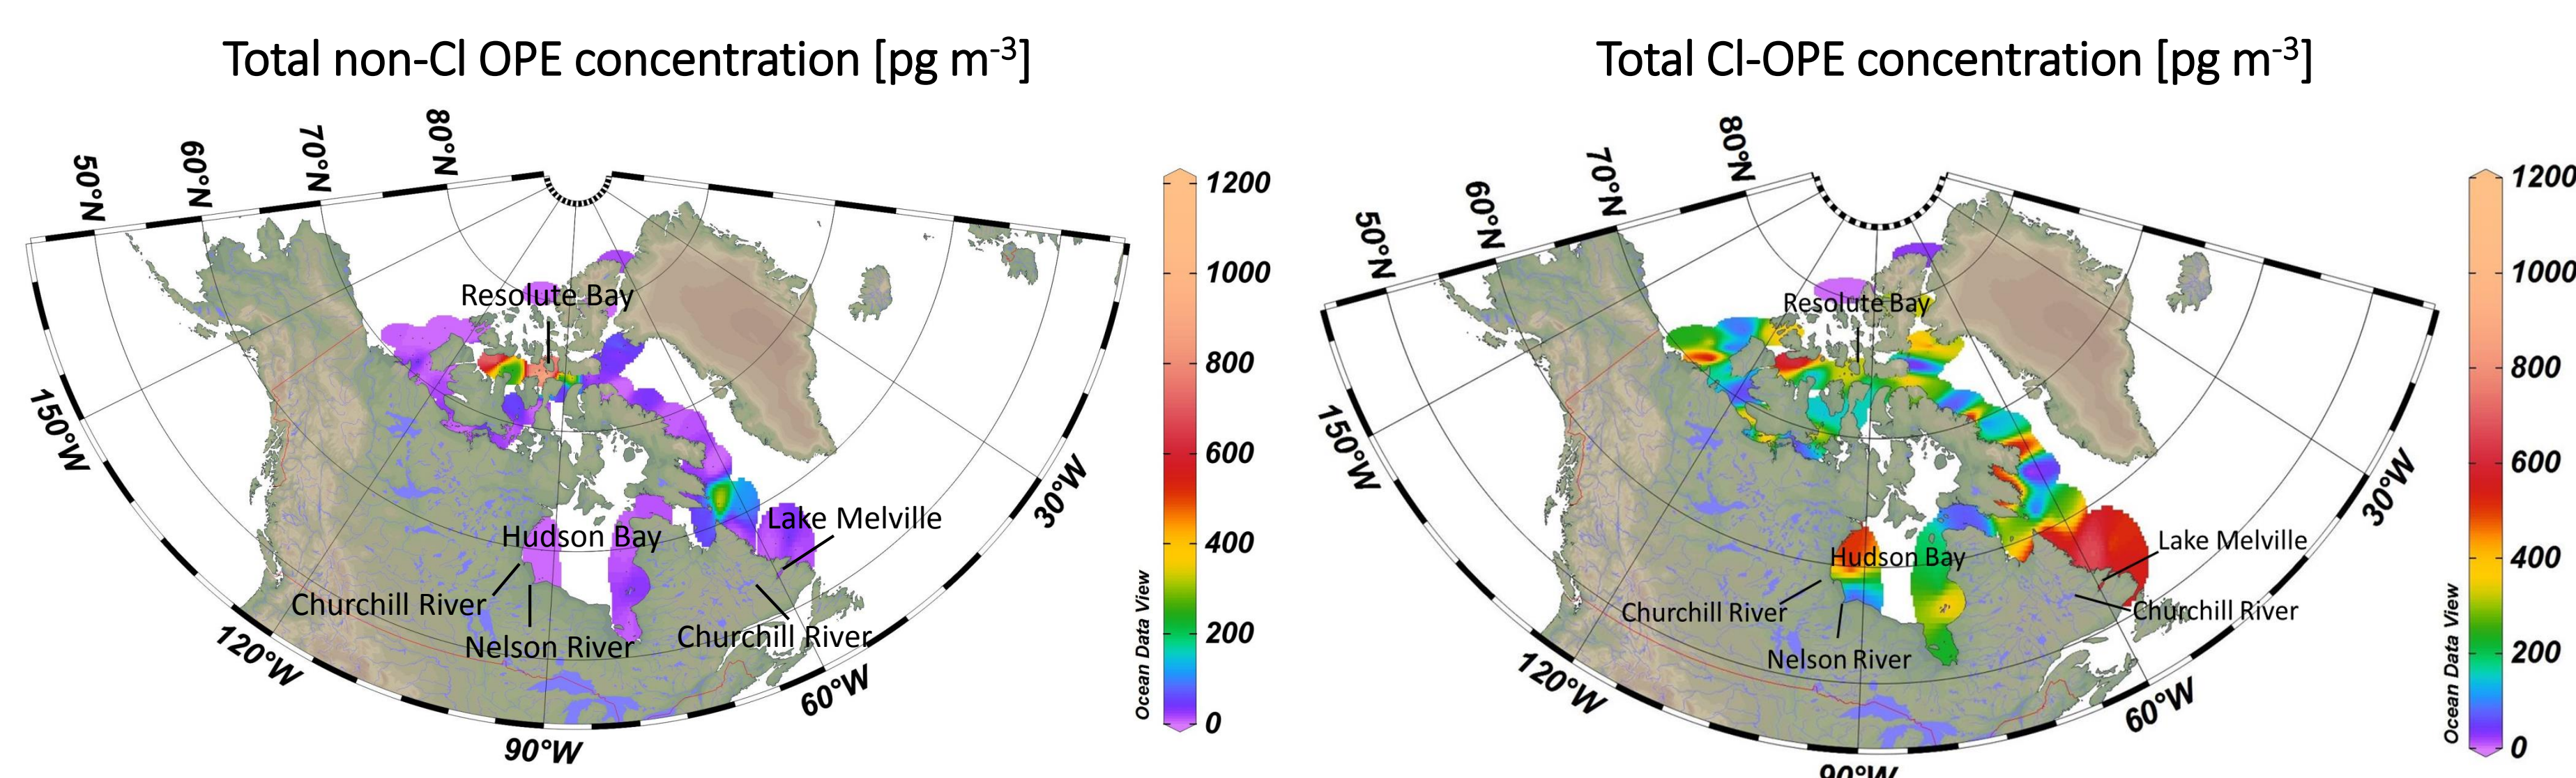 Total non-Cl OPE concentration [pg m-3]
80°N
70°N
60°N
50°N
1200
1000
800
600
400
200
0
Resolute Bay
150°W
30°W
Lake Melville
Hudson Bay
Churchill River
Nelson River
Churchill River
120°W
60°W
90°W
Ocean Data View
Total Cl-OPE concentration [pg m-3]
80°N
70°N
60°N
50°N
1200
1000
800
600
400
200
0
Resolute Bay
150°W
30°W
Lake Melville
Hudson Bay
Churchill River
Churchill River
Nelson River
120°W
60°W
90°W
Ocean Data View